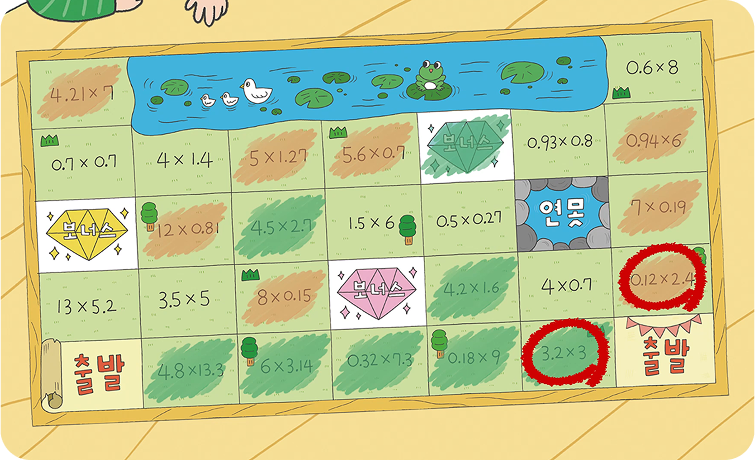 4.21×7
0.6×8
0.7×0.7 4×1.4 5×1.27 5.6×0.7 보너스 0.93×0.8 0.94×6
보너스 12×0.81 4.5×2.7 1.5×6 0.5×0.27 연못 7×0.19
13×5.2 3.5×5 8×0.15 보너스 4.2×1.6 4×0.7 0.12×2.4
출발 4.8×13.3 6×3.14 0.32×7.3 0.18×9 3.2×3 출발